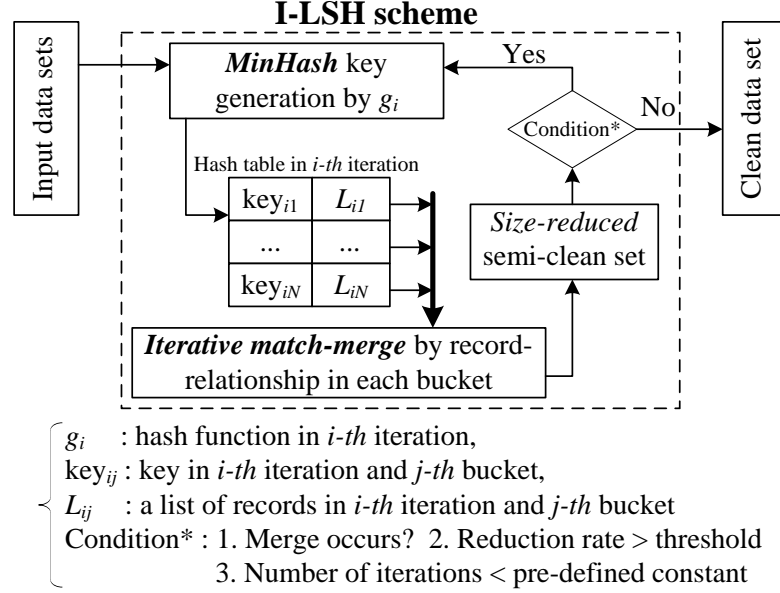 I-LSH scheme
Input data sets
MinHash key
generation by gi
Yes
No
Condition*
Clean data set
Hash table in i-th iteration
keyi1 Li1
... ...
keyiN LiN
Size-reduced
semi-clean set
Iterative match-merge by record-
relationship in each bucket
gi : hash function in i-th iteration,
keyij : key in i-th iteration and j-th bucket,
Lij : a list of records in i-th iteration and j-th bucket
Condition* : 1. Merge occurs? 2. Reduction rate > threshold
3. Number of iterations < pre-defined constant